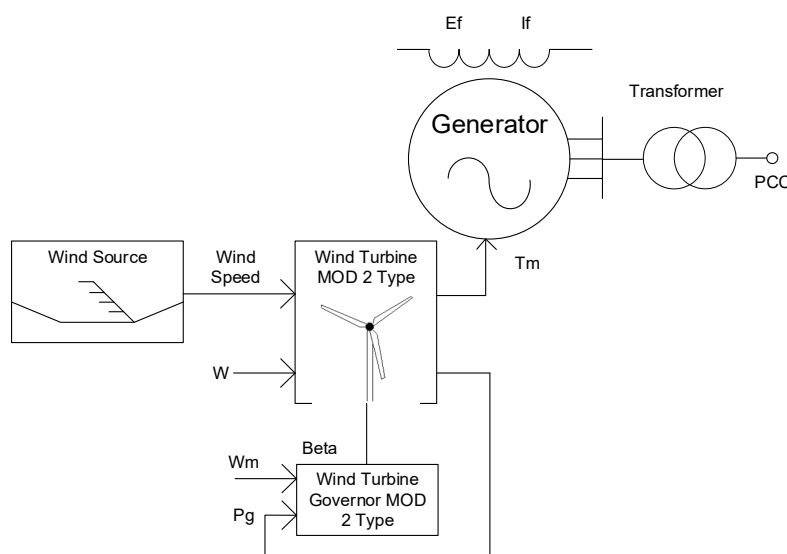 Ef If
Transformer
Generator
PCC
Wind Source
Wind
Speed
Wind Turbine
MOD 2 Type
Tm
W
Beta
Wm
Pg
Wind Turbine
Governor MOD
2 Type